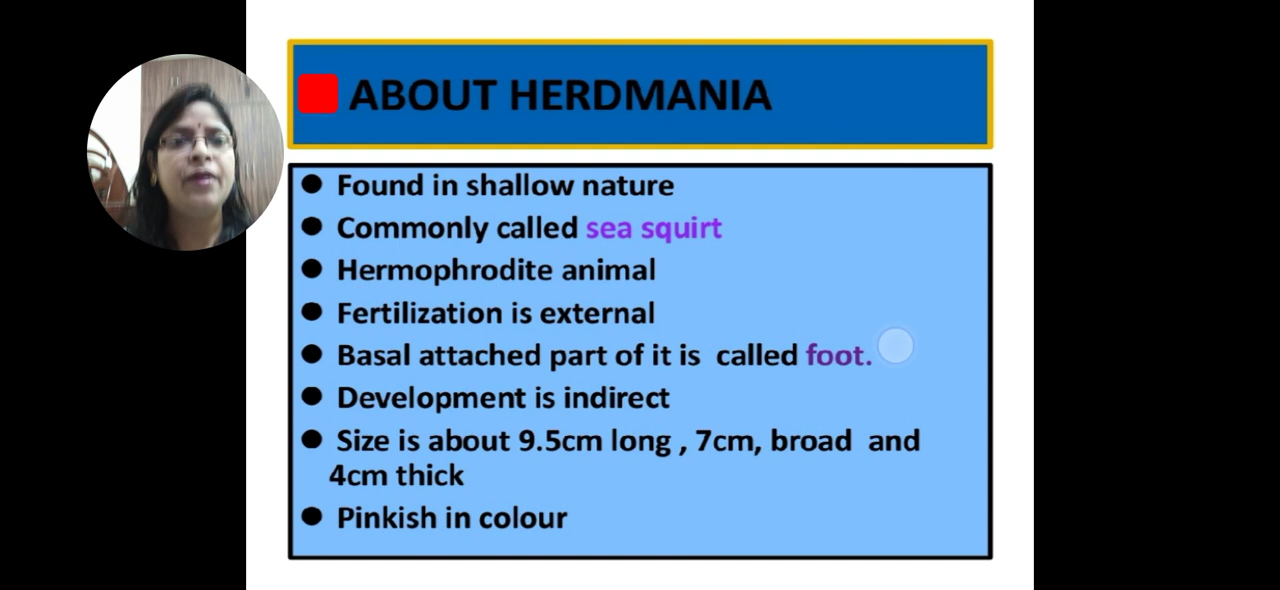 ABOUT HERDMANIA
Found in shallow nature
Commonly called sea squirt
Hermophrodite animal
Fertilization is external
Basal attached part of it is called foot.
Development is indirect
Size is about 9.5cm long , 7cm, broad and
4cm thick
Pinkish in colour